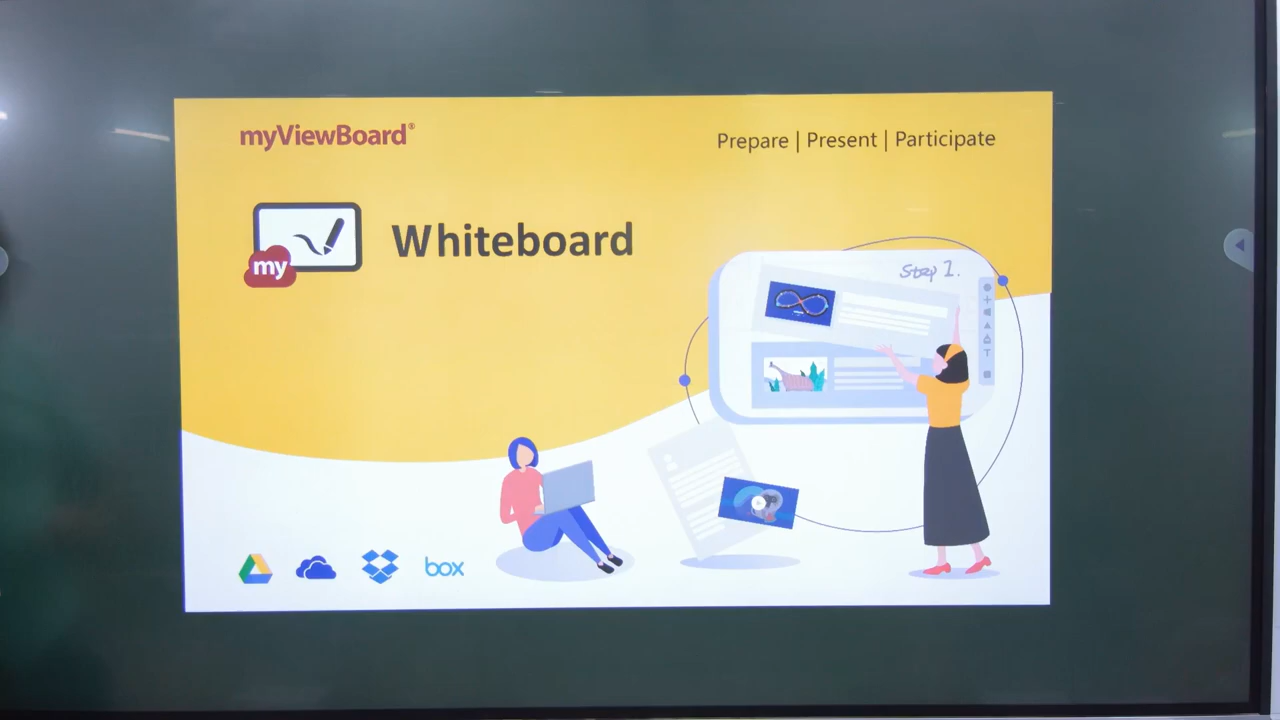 myViewBoard®
Prepare | Present | Participate
my
Whiteboard
Step 1.
T
box